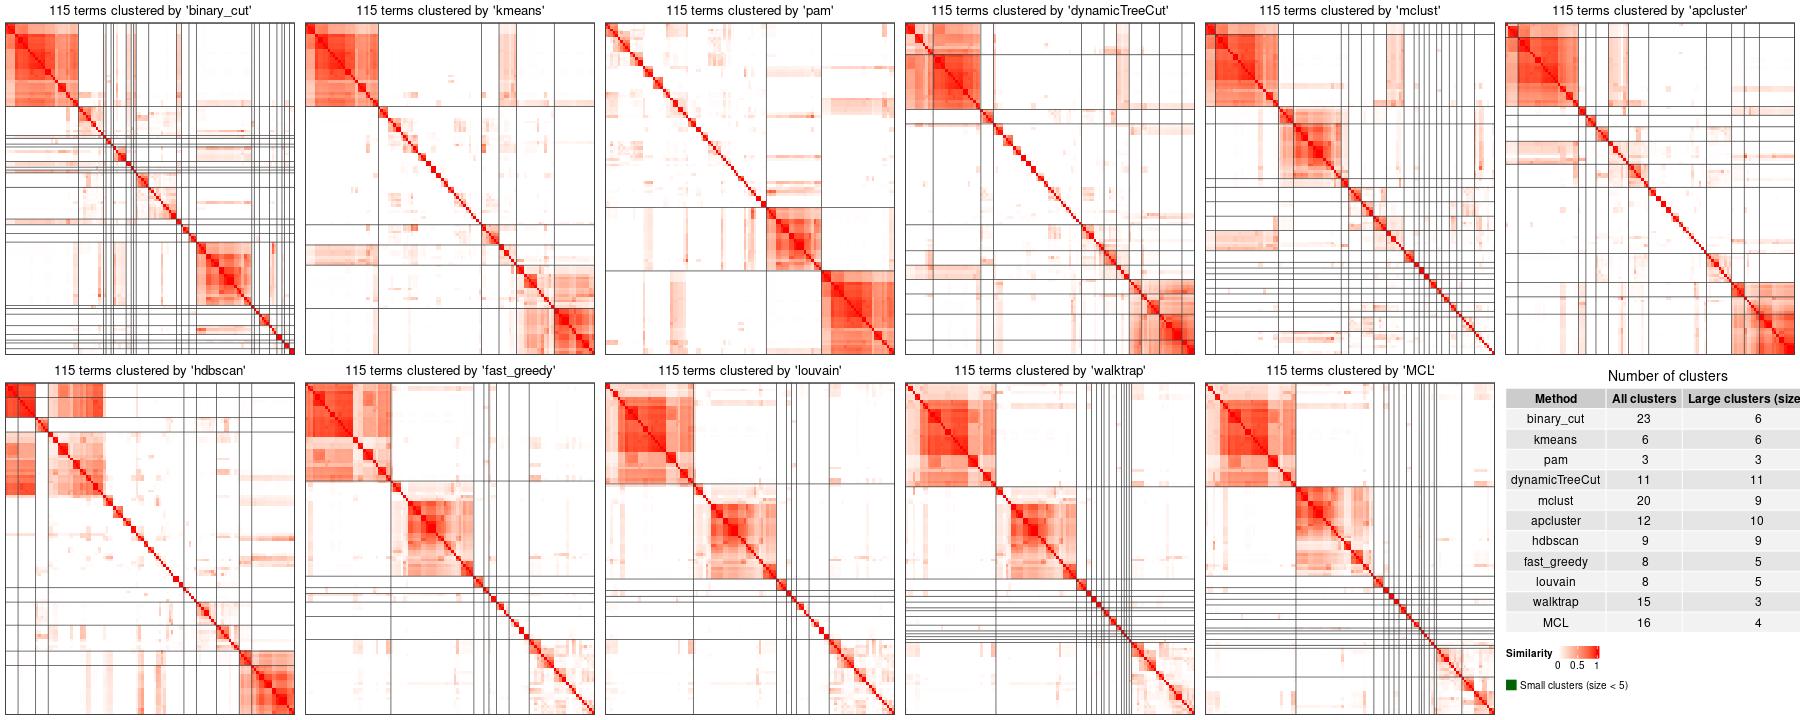 115 terms clustered by 'binary_cut'
115 terms clustered by 'kmeans'
115 terms clustered by 'pam'
115 terms clustered by 'dynamicTreeCut'
115 terms clustered by 'mclust'
115 terms clustered by 'apcluster'
115 terms clustered by 'hdbscan'
115 terms clustered by 'fast_greedy'
115 terms clustered by 'louvain'
115 terms clustered by 'walktrap'
115 terms clustered by 'MCL'
Number of clusters
Method All clusters Large clusters (size
binary_cut 23 6
kmeans 6 6
pam 3 3
dynamicTreeCut 11 11
mclust 20 9
apcluster 12 10
hdbscan 9 9
fast_greedy 8 5
louvain 8 5
walktrap 15 3
MCL 16 4
Similarity
0 0.5 1
Small clusters (size < 5)